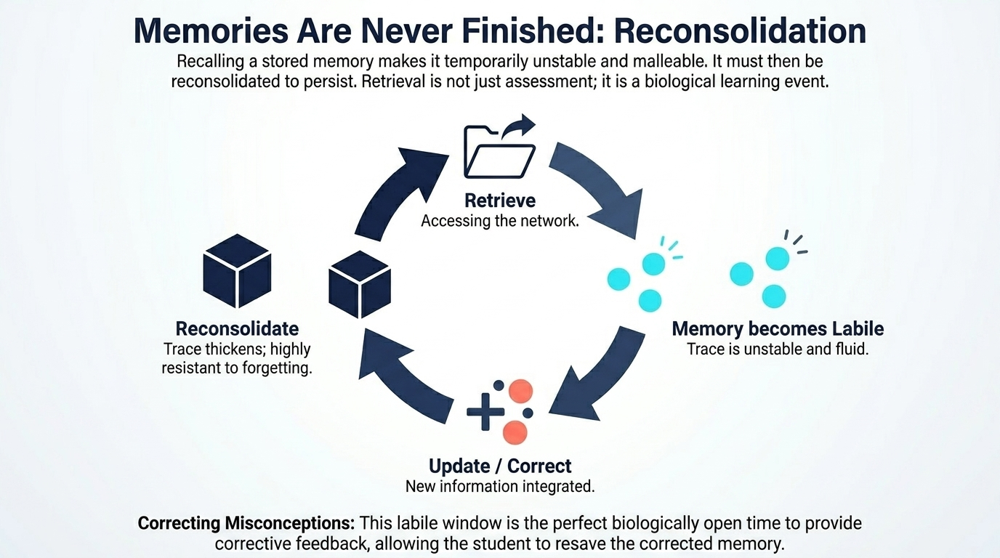 Memories Are Never Finished: Reconsolidation
Recalling a stored memory makes it temporarily unstable and malleable. It must then be
reconsolidated to persist. Retrieval is not just assessment; it is a biological learning event.
Retrieve
Accessing the network.
Reconsolidate
Trace thickens; highly
resistant to forgetting.
Memory becomes Labile
Trace is unstable and fluid.
Update / Correct
New information integrated.
Correcting Misconceptions: This labile window is the perfect biologically open time to provide
corrective feedback, allowing the student to resave the corrected memory.